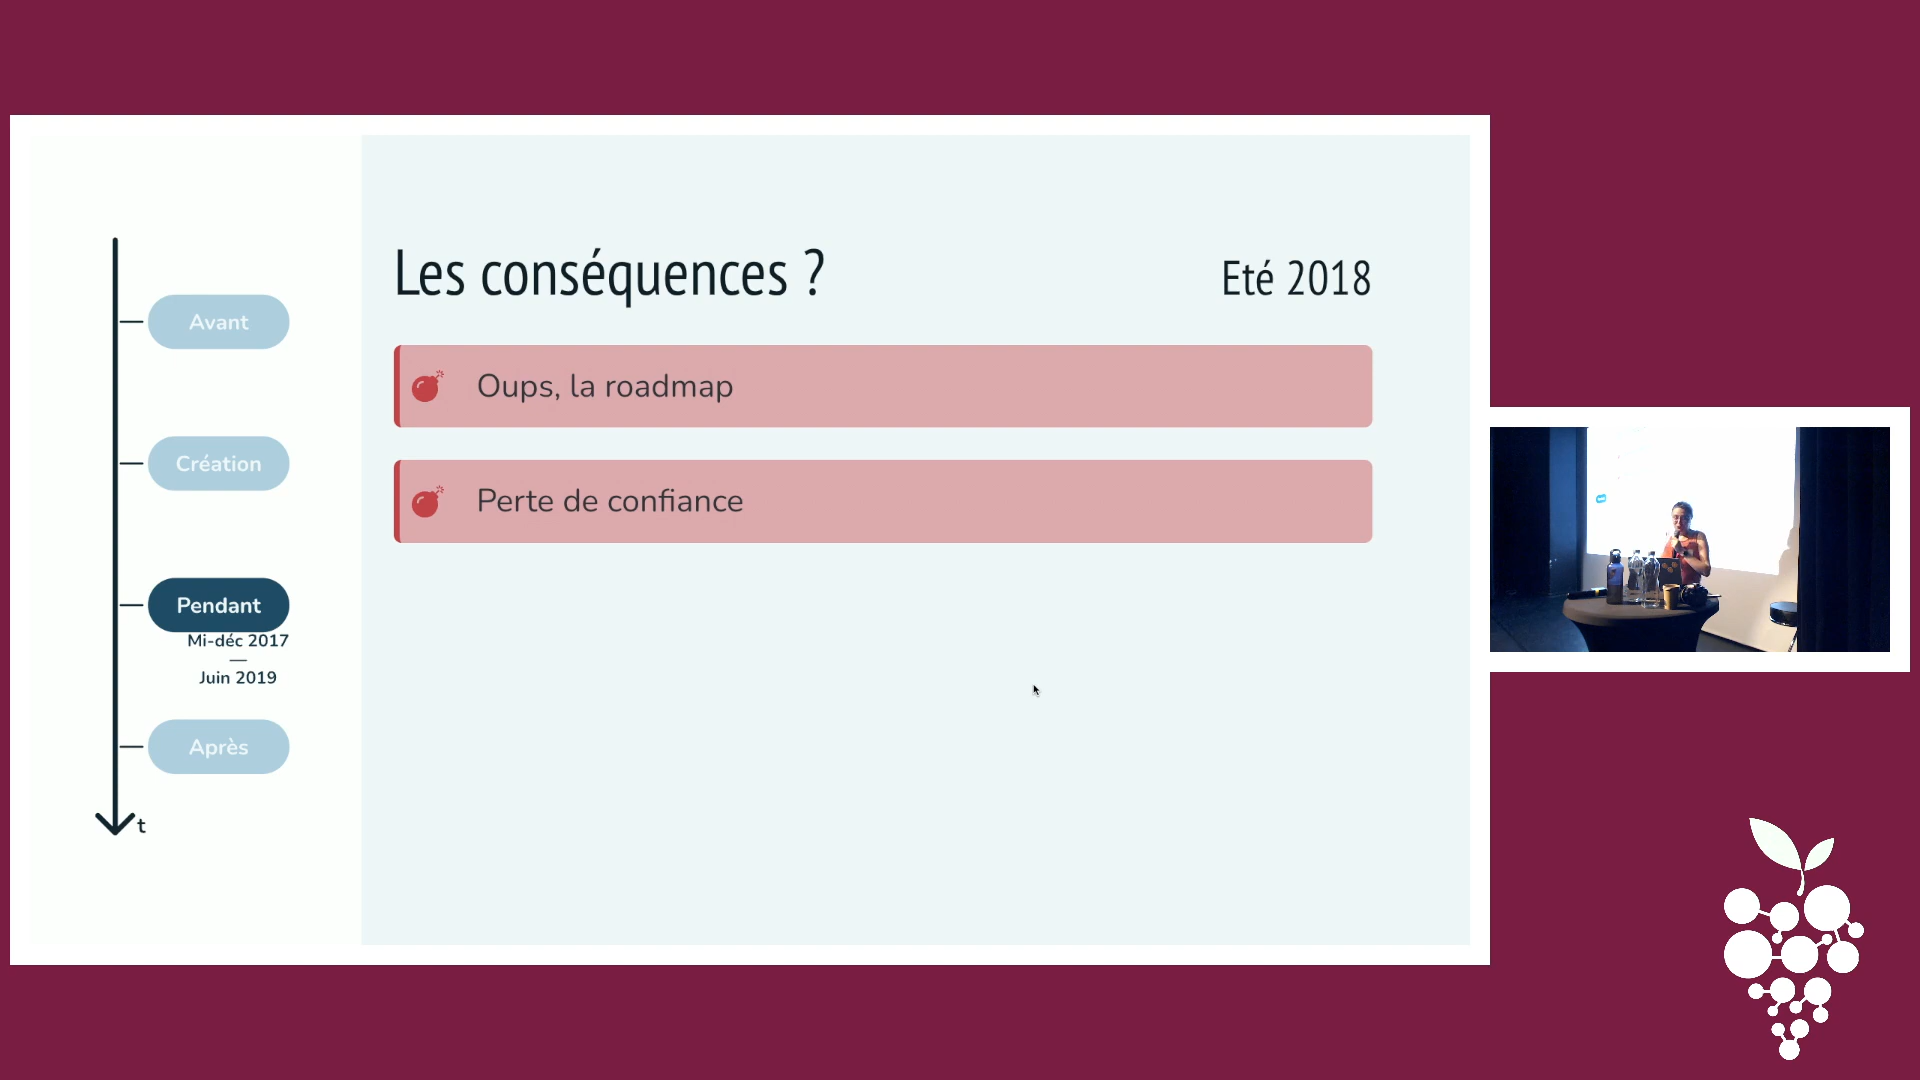 Avant
Création
Pendant
Mi-déc 2017
—
Juin 2019
Après
t
Les conséquences ?
Eté 2018
Oups, la roadmap
Perte de confiance